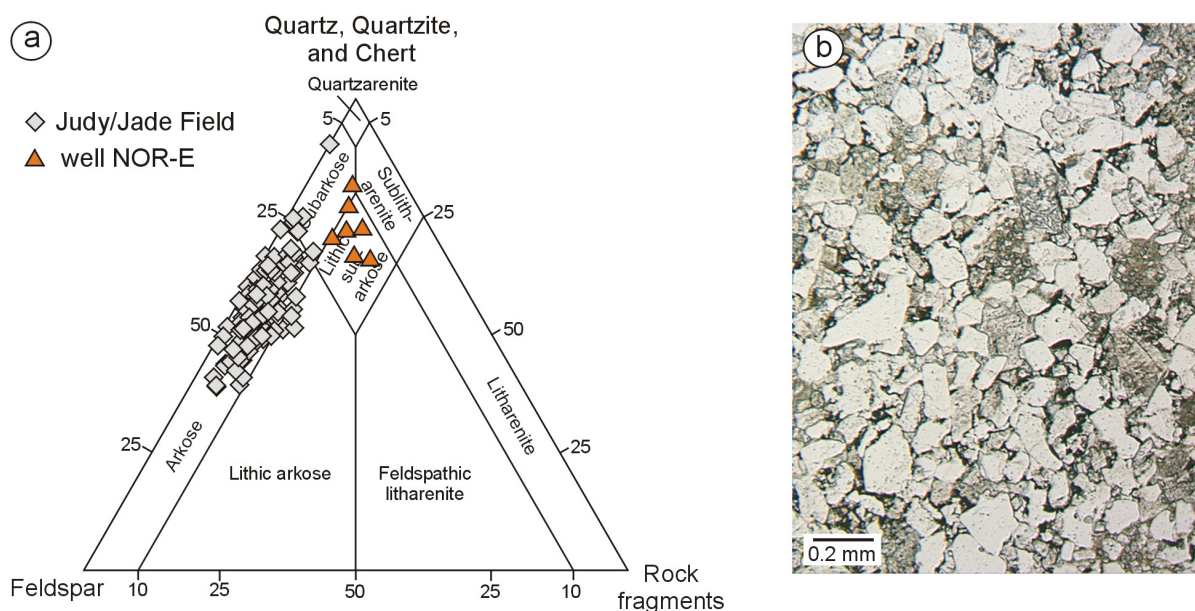 a
Quartz, Quartzite,
and Chert
Quartzarenite
Judy/Jade Field
well NOR-E
5
5
Subarkose
Sublith-
arenite
25
25
Lithic
sub
arkose
50
50
Arkose
Litharenite
25
25
Lithic arkose
Feldspathic
litharenite
Feldspar
10
25
50
25
10
Rock
fragments
b
0.2 mm